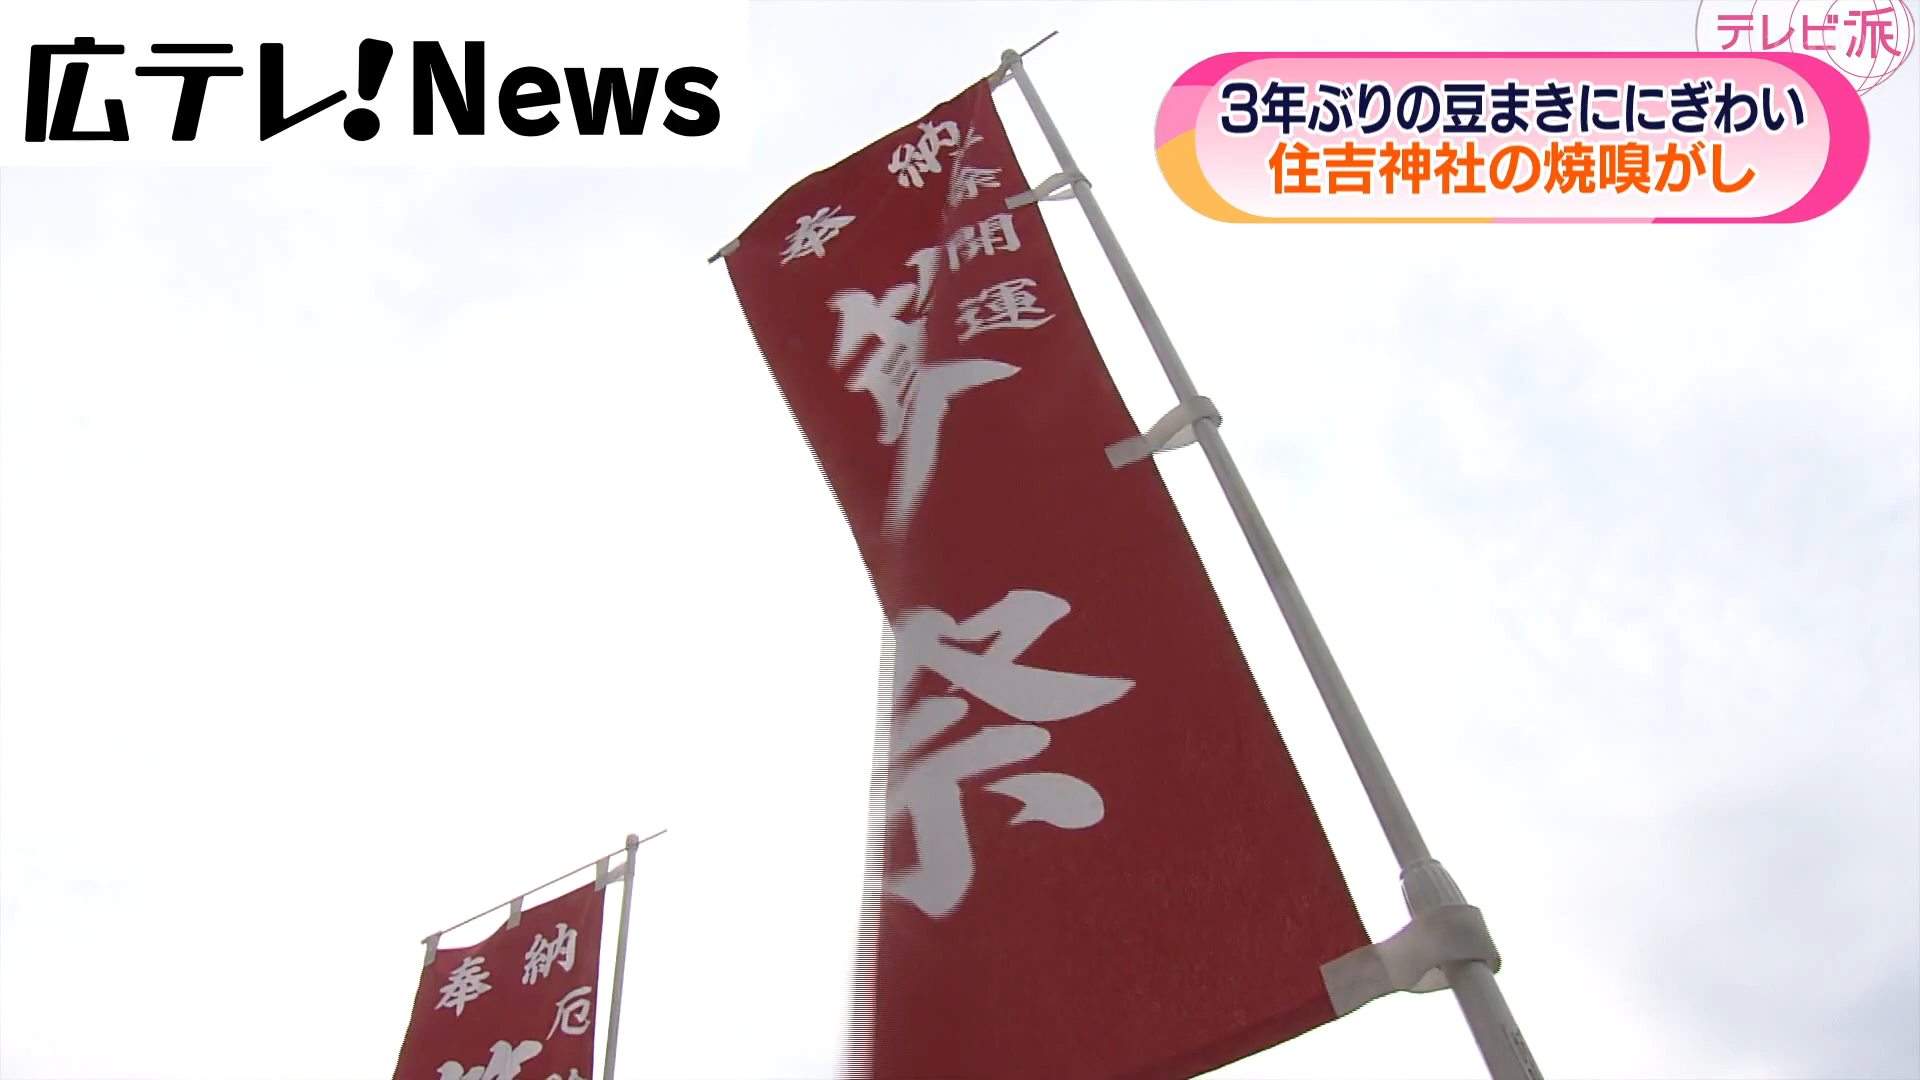 広テレ!News
テレビ派
3年ぶりの豆まきににぎわい
住吉神社の焼嗅がし
奉納
開運
祭
奉納
厄